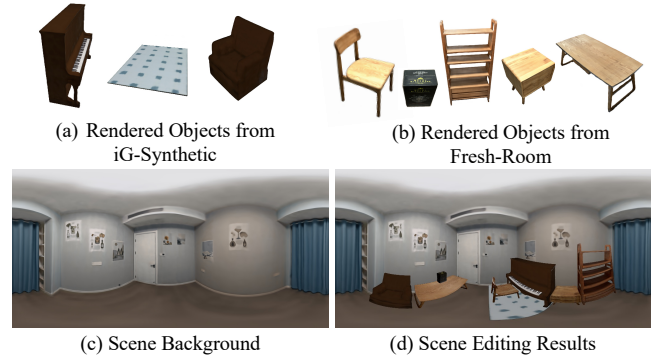 (a) Rendered Objects from
iG-Synthetic
(b) Rendered Objects from
Fresh-Room
(c) Scene Background
(d) Scene Editing Results